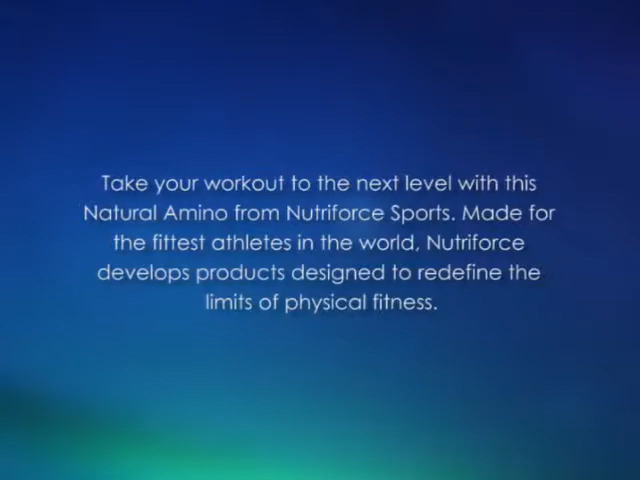 Take your workout to the next level with this
Natural Amino from Nutriforce Sports. Made for
the fittest athletes in the world, Nutriforce
develops products designed to redefine the
limits of physical fitness.